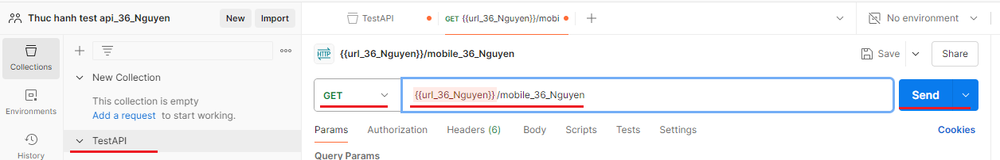 Thuc hanh test api_36_Nguyen
New
Import
TestAPI
GET {{url_36_Nguyen}}/mobi
No environment
Collections
HTTP
{{url_36_Nguyen}}/mobile_36_Nguyen
Save
Share
New Collection
GET
{{url_36_Nguyen}}/mobile_36_Nguyen
Send
Environments
This collection is empty
Add a request to start working.
Params
Authorization
Headers (6)
Body
Scripts
Tests
Settings
Cookies
TestAPI
History
Query Params